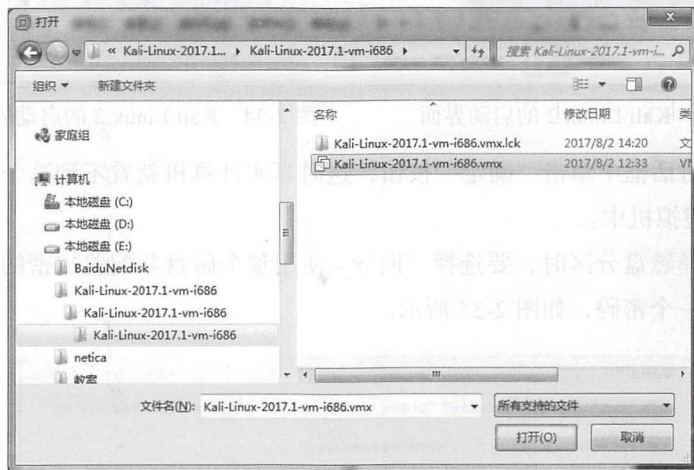 打开
« Kali-Linux-2017.1... ▸ Kali-Linux-2017.1-vm-i686 ▸
搜索 Kali-Linux-2017.1-vm-i...
组织
新建文件夹
名称
修改日期
类
Kali-Linux-2017.1-vm-i686.vmx.lck
2017/8/2 14:20
文
Kali-Linux-2017.1-vm-i686.vmx
2017/8/2 12:33
VM
家庭组
计算机
本地磁盘 (C:)
本地磁盘 (D:)
本地磁盘 (E:)
BaiduNetdisk
Kali-Linux-2017.1-vm-i686
Kali-Linux-2017.1-vm-i686
Kali-Linux-2017.1-vm-i686
netica
教案
文件名(N):
Kali-Linux-2017.1-vm-i686.vmx
所有支持的文件
打开(O)
取消